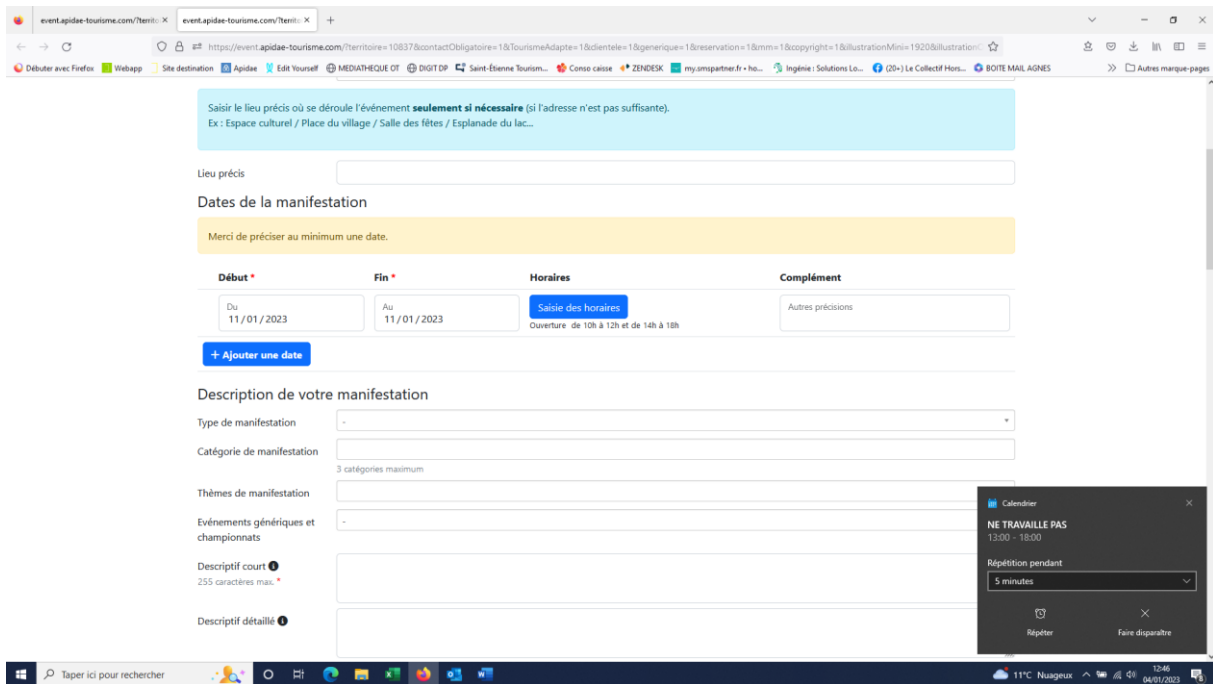 event.apidae-tourisme.com/?territo
event.apidae-tourisme.com/?territo
https://event.apidae-tourisme.com/?territoire=10837&contactObligatoire=1&TourismeAdapte=1&clientele=1&generique=1&reservation=1&mm=1&copyright=1&illustrationMini=1920&illustration
Débuter avec Firefox Webapp Site destination Apidae Edit Yourself MEDIATHEQUE OT DIGIT DP Saint-Étienne Tourism... Conso caisse ZENDESK my.smspartner.fr • ho... Ingénie : Solutions Lo... (20+) Le Collectif Hors... BOITE MAIL AGNES Autres marque-pages
Saisir le lieu précis où se déroule l'événement seulement si nécessaire (si l'adresse n'est pas suffisante).
Ex : Espace culturel / Place du village / Salle des fêtes / Esplanade du lac...
Lieu précis
Dates de la manifestation
Merci de préciser au minimum une date.
Début * Fin * Horaires Complément
Du Au Saisie des horaires Autres précisions
11/01/2023 11/01/2023
Ouverture de 10h à 12h et de 14h à 18h
+ Ajouter une date
Description de votre manifestation
Type de manifestation -
Catégorie de manifestation
3 catégories maximum
Thèmes de manifestation
Evénements génériques et championnats -
Descriptif court
255 caractères max. *
Descriptif détaillé
Calendrier
NE TRAVAILLE PAS
13:00 - 18:00
Répétition pendant
5 minutes
Répéter Faire disparaître
Taper ici pour rechercher
11°C Nuageux
12:46
04/01/2023